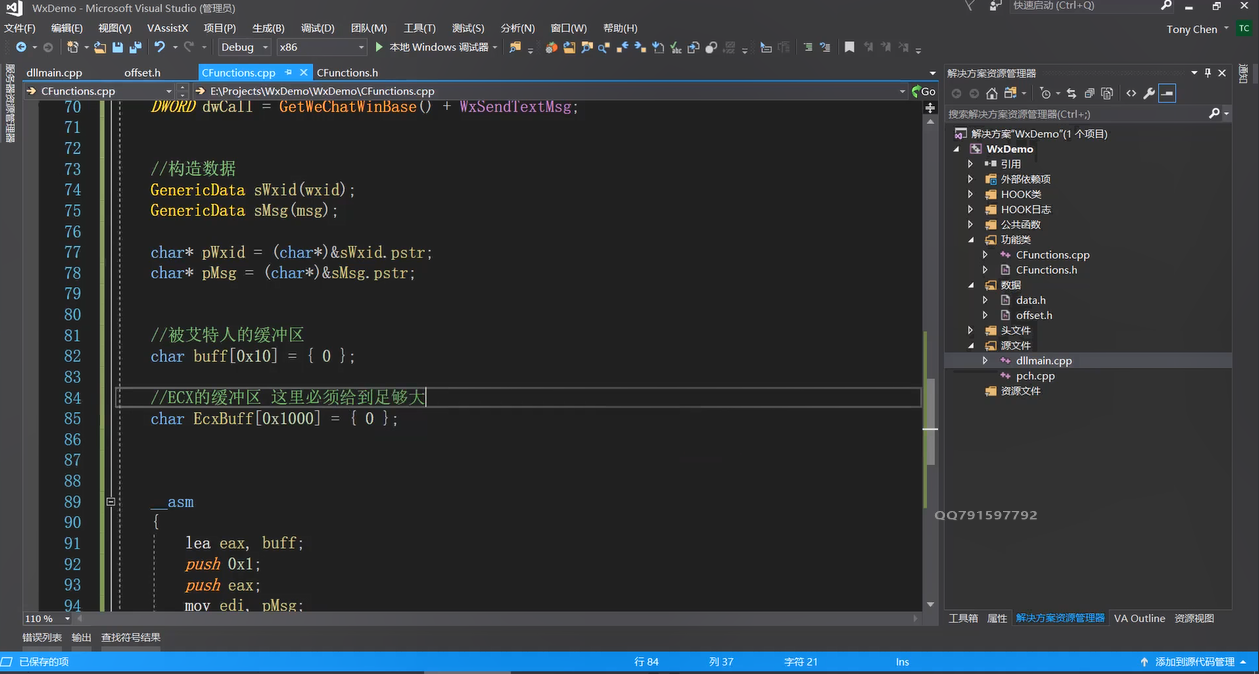 WxDemo - Microsoft Visual Studio (管理员)
快速启动 (Ctrl+Q)
文件(F) 编辑(E) 视图(V) VAssistX 项目(P) 生成(B) 调试(D) 团队(M) 工具(T) 测试(S) 分析(N) 窗口(W) 帮助(H)
Tony Chen TC
Debug x86 本地 Windows 调试器
dllmain.cpp offset.h CFunctions.cpp CFunctions.h
CFunctions.cpp E:\Projects\WxDemo\WxDemo\CFunctions.cpp Go
服务器资源管理器
70 DWORD dwCall = GetWeChatWinBase() + WxSendTextMsg;
71
72
73 //构造数据
74 GenericData sWxid(wxid);
75 GenericData sMsg(msg);
76
77 char* pWxid = (char*)&sWxid.pstr;
78 char* pMsg = (char*)&sMsg.pstr;
79
80
81 //被艾特人的缓冲区
82 char buff[0x10] = { 0 };
83
84 //ECX的缓冲区 这里必须给到足够大
85 char EcxBuff[0x1000] = { 0 };
86
87
88
89 __asm
90 {
91 lea eax, buff;
92 push 0x1;
93 push eax;
94 mov edi, pMsg;
110 %
解决方案资源管理器
通知
搜索解决方案资源管理器(Ctrl+;)
解决方案"WxDemo"(1 个项目)
WxDemo
引用
外部依赖项
HOOK类
HOOK日志
公共函数
功能类
CFunctions.cpp
CFunctions.h
数据
data.h
offset.h
头文件
源文件
dllmain.cpp
pch.cpp
资源文件
QQ791597792
工具箱 属性 解决方案资源管理器 VA Outline 资源视图
错误列表 输出 查找符号结果
已保存的项 行 84 列 37 字符 21 Ins 添加到源代码管理